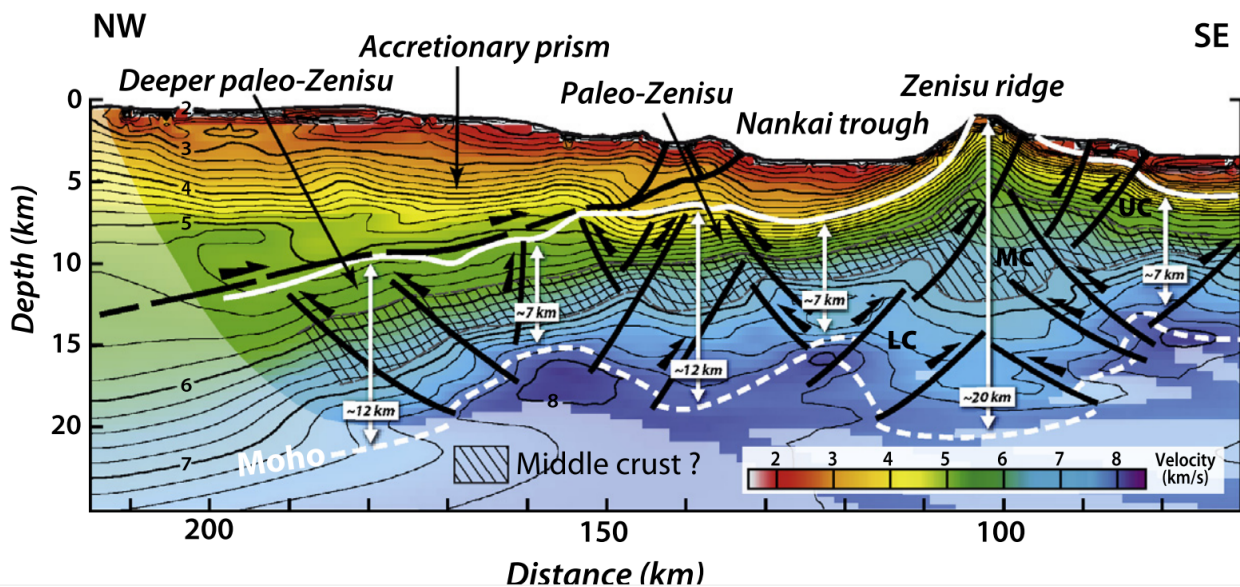 NW
SE
Accretionary prism
Deeper paleo-Zenisu
Paleo-Zenisu
Zenisu ridge
Nankai trough
0
5
10
15
20
Depth (km)
2
3
4
5
6
7
8
UC
MC
LC
~7 km
~7 km
~7 km
~12 km
~12 km
~20 km
Moho
Middle crust ?
2 3 4 5 6 7 8
Velocity
(km/s)
200 150 100
Distance (km)